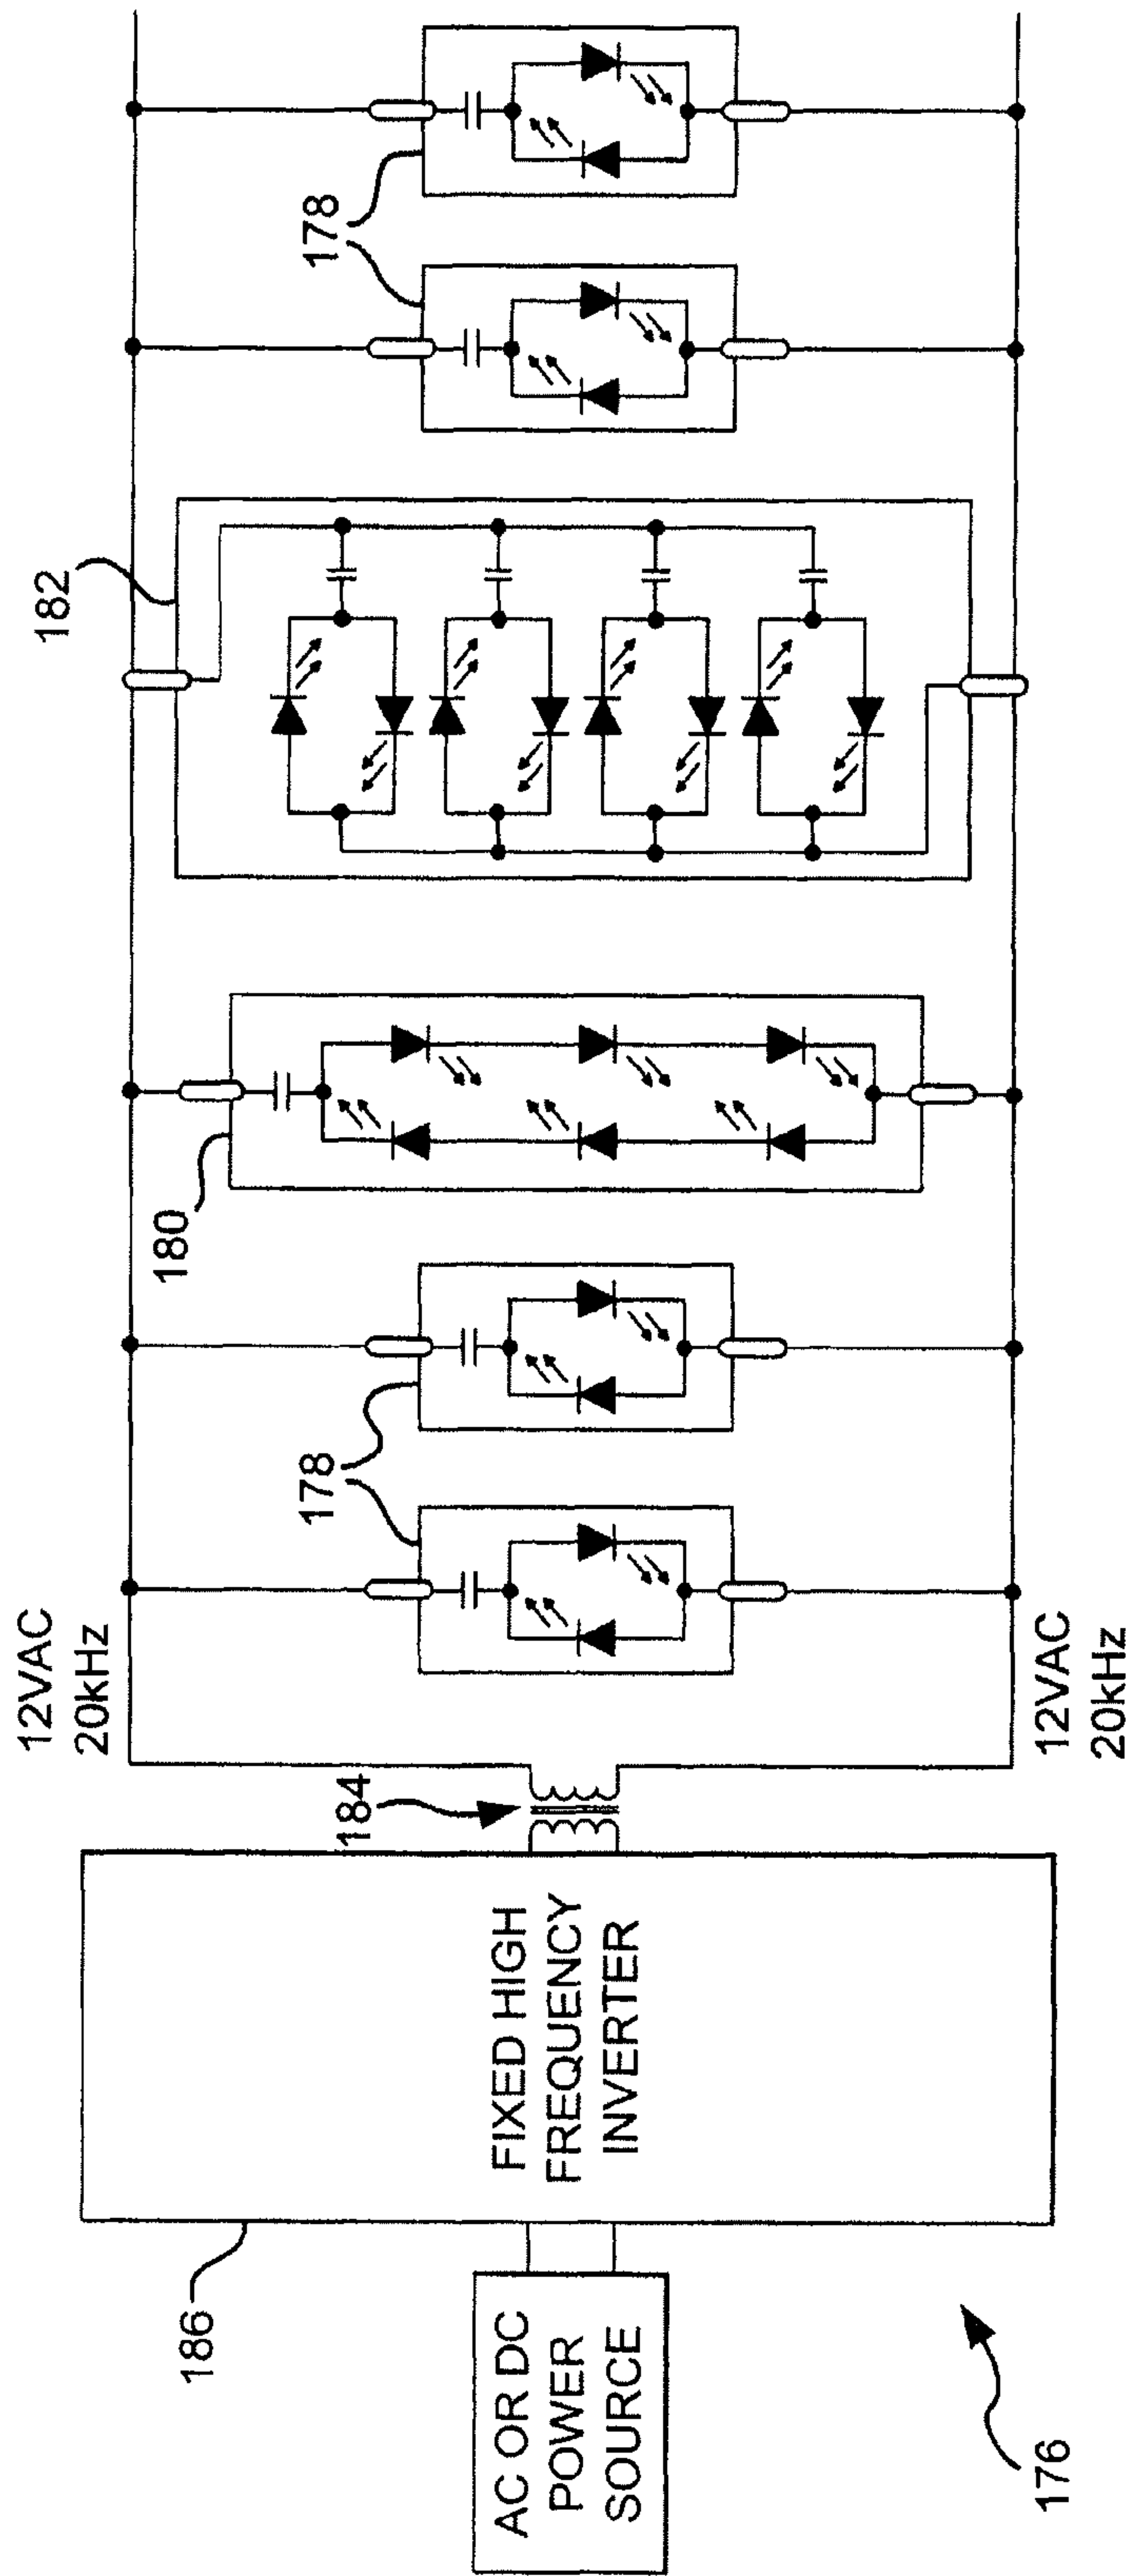 AC OR DC
POWER
SOURCE
186
FIXED HIGH
FREQUENCY
INVERTER
176
184
12VAC
20kHz
12VAC
20kHz
178
180
182
178